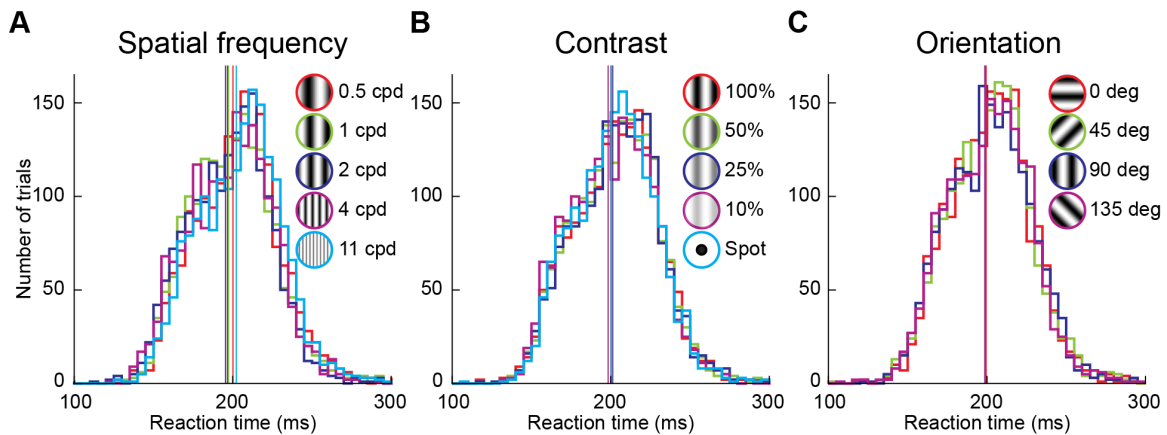 A
Spatial frequency
0.5 cpd
1 cpd
2 cpd
4 cpd
11 cpd
Number of trials
150
100
50
0
100
200
300
Reaction time (ms)
B
Contrast
100%
50%
25%
10%
Spot
150
100
50
0
100
200
300
Reaction time (ms)
C
Orientation
0 deg
45 deg
90 deg
135 deg
150
100
50
0
100
200
300
Reaction time (ms)